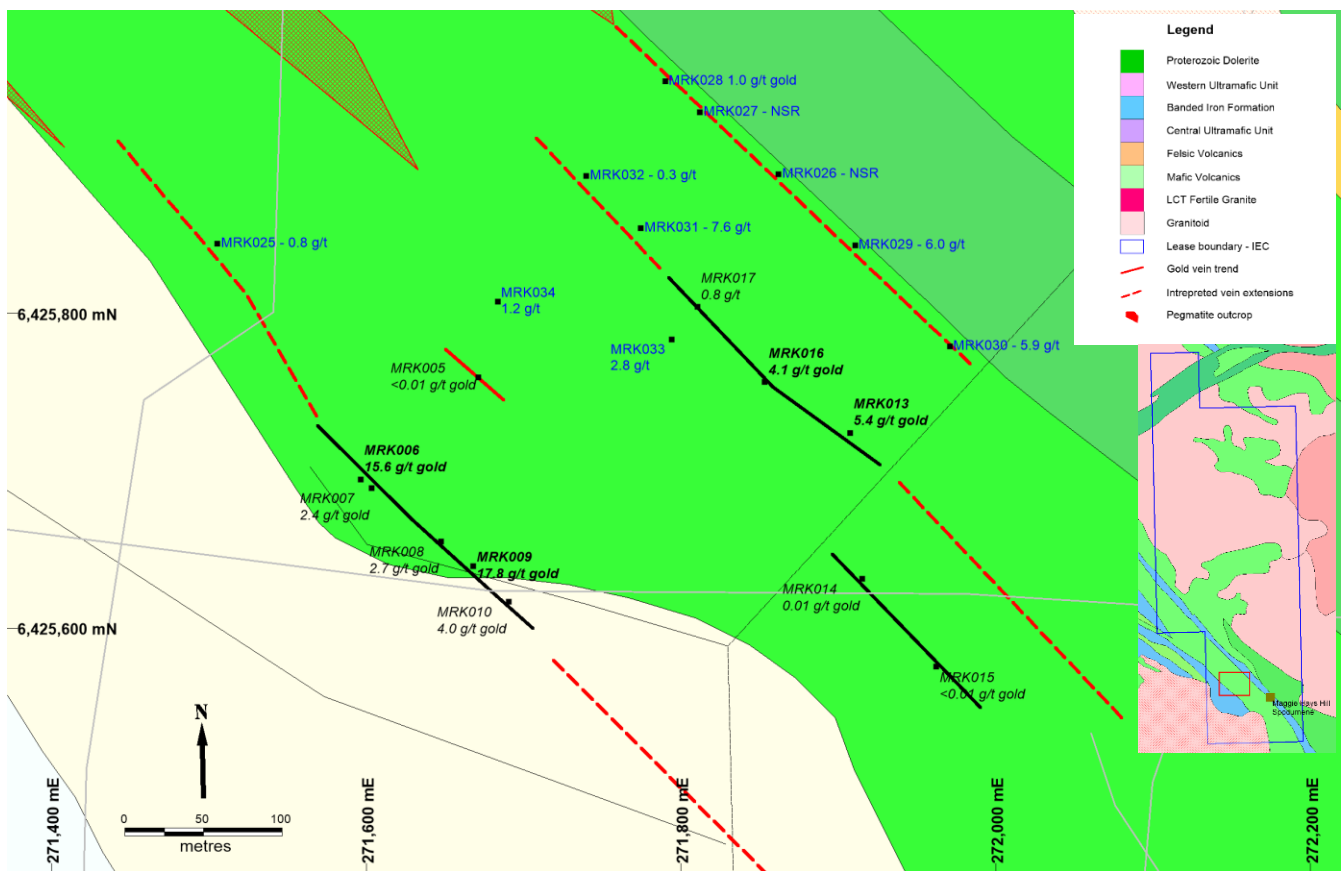 MRK028 1.0 g/t gold
MRK027 - NSR
MRK032 - 0.3 g/t
MRK026 - NSR
MRK025 - 0.8 g/t
MRK031 - 7.6 g/t
MRK029 - 6.0 g/t
MRK017
0.8 g/t
MRK034
1.2 g/t
6,425,800 mN
MRK033
2.8 g/t
MRK016
4.1 g/t gold
MRK030 - 5.9 g/t
MRK005
<0.01 g/t gold
MRK013
5.4 g/t gold
MRK006
15.6 g/t gold
MRK007
2.4 g/t gold
MRK008
2.7 g/t gold
MRK009
17.8 g/t gold
MRK010
4.0 g/t gold
MRK014
0.01 g/t gold
MRK015
<0.01 g/t gold
6,425,600 mN
N
0 50 100
metres
271,400 mE
271,600 mE
271,800 mE
272,000 mE
272,200 mE
Legend
Proterozoic Dolerite
Western Ultramafic Unit
Banded Iron Formation
Central Ultramafic Unit
Felsic Volcanics
Mafic Volcanics
LCT Fertile Granite
Granitoid
Lease boundary - IEC
Gold vein trend
Intrepreted vein extensions
Pegmatite outcrop
Maggie Hays Hill
Spodumene